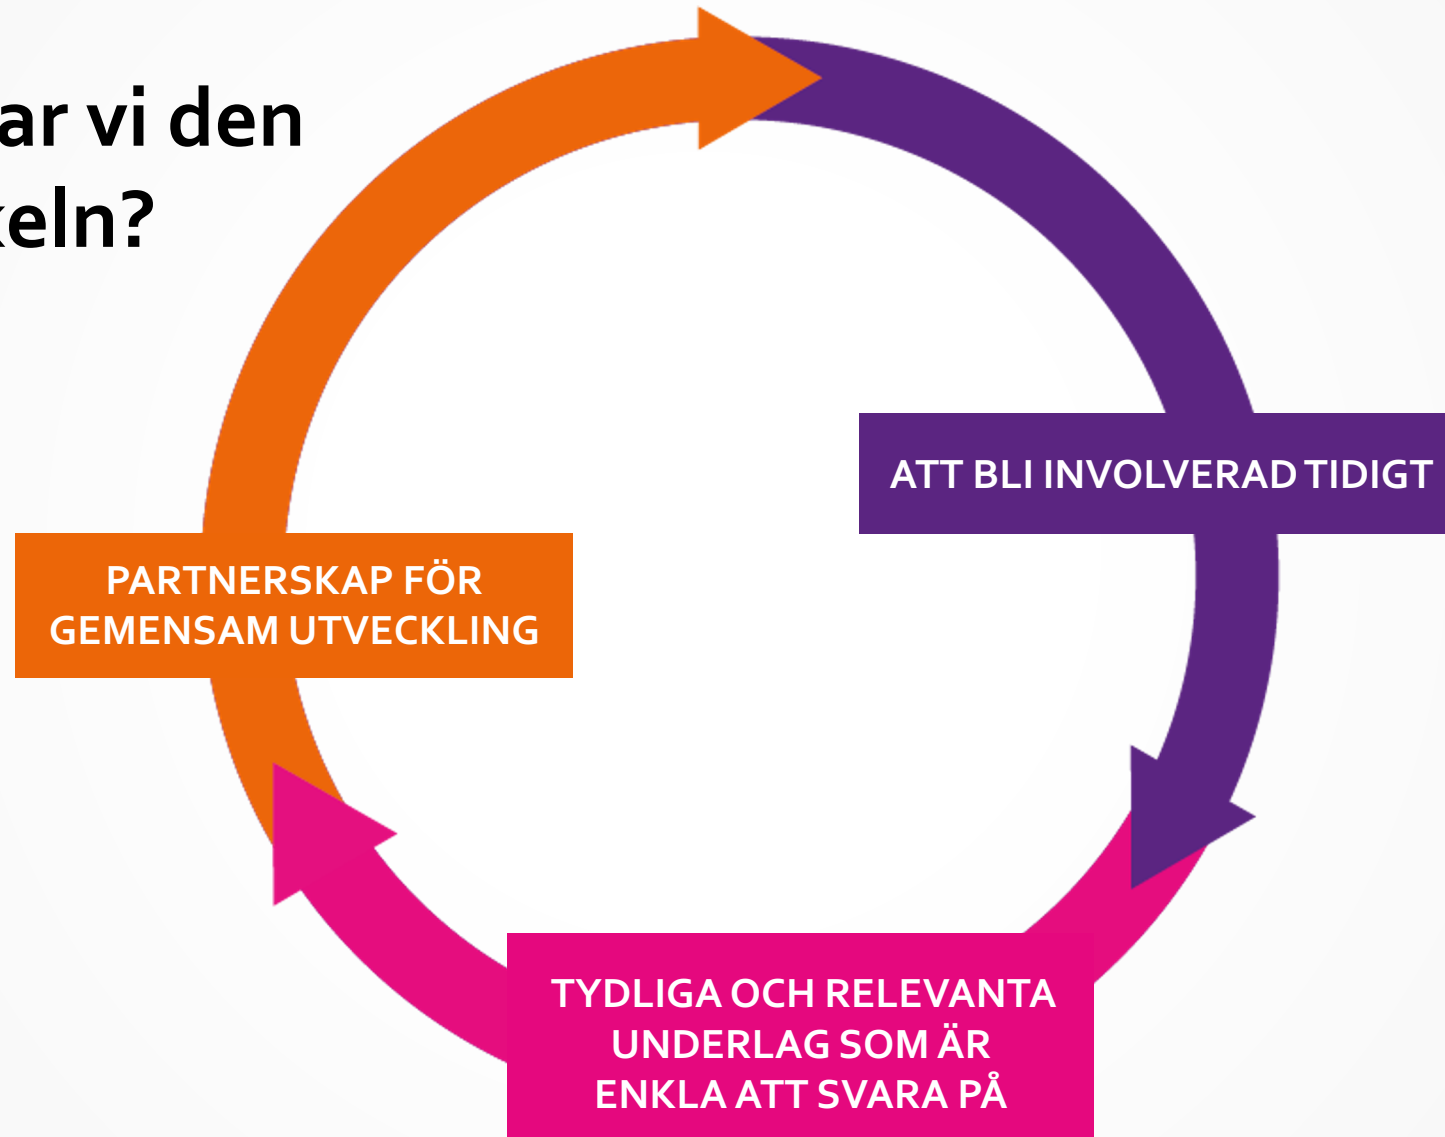 ar vi den
keln?
ATT BLI INVOLVERAD TIDIGT
PARTNERSKAP FÖR
GEMENSAM UTVECKLING
TYDLIGA OCH RELEVANTA
UNDERLAG SOM ÄR
ENKLA ATT SVARA PÅ